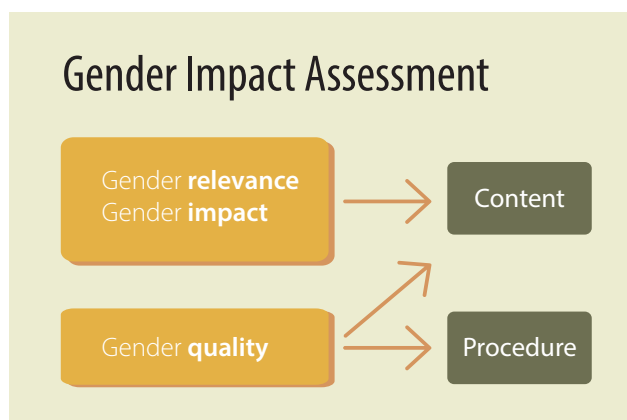 Gender Impact Assessment
Gender relevance
Gender impact
Content
Gender quality
Procedure